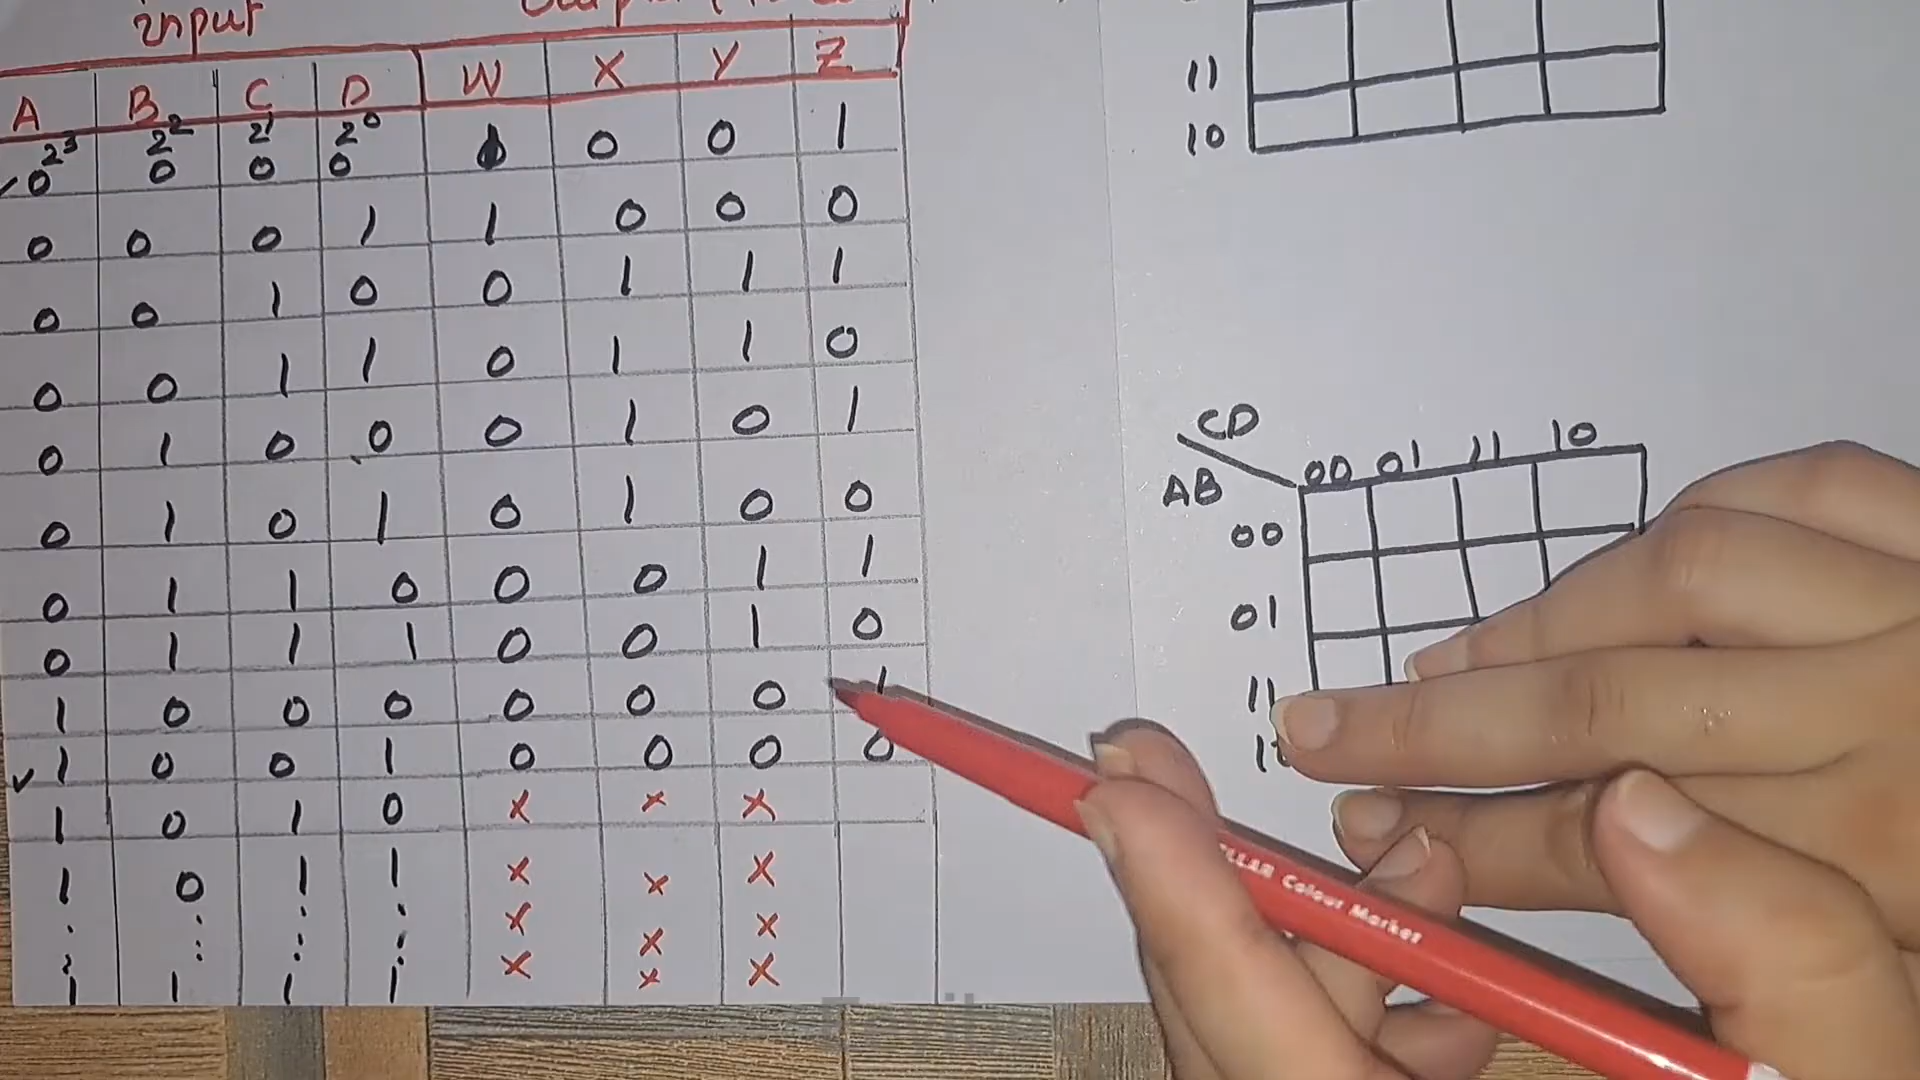 input
A B C D W X Y Z
2³ 2² 2¹ 2⁰
0 0 0 0 1 0 0 1
0 0 0 1 1 0 0 0
0 0 1 0 0 1 1 1
0 0 1 1 0 1 1 0
0 1 0 0 0 1 0 1
0 1 0 1 0 1 0 0
0 1 1 0 0 0 1 1
0 1 1 1 0 0 1 0
1 0 0 0 0 0 0 1
1 0 0 1 0 0 0 0
1 0 1 0 x x x
1 0 1 1 x x x
x x x
x x x
1 1 1 1 x
11
10
CD
AB
00 01 11 10
00
01
11
Colour Marker